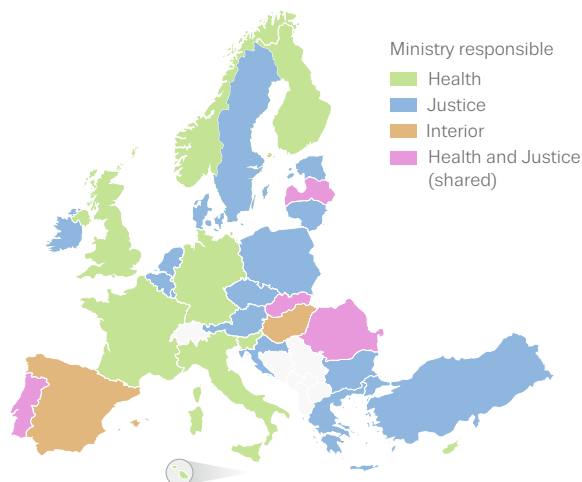 Ministry responsible
Health
Justice
Interior
Health and Justice
(shared)